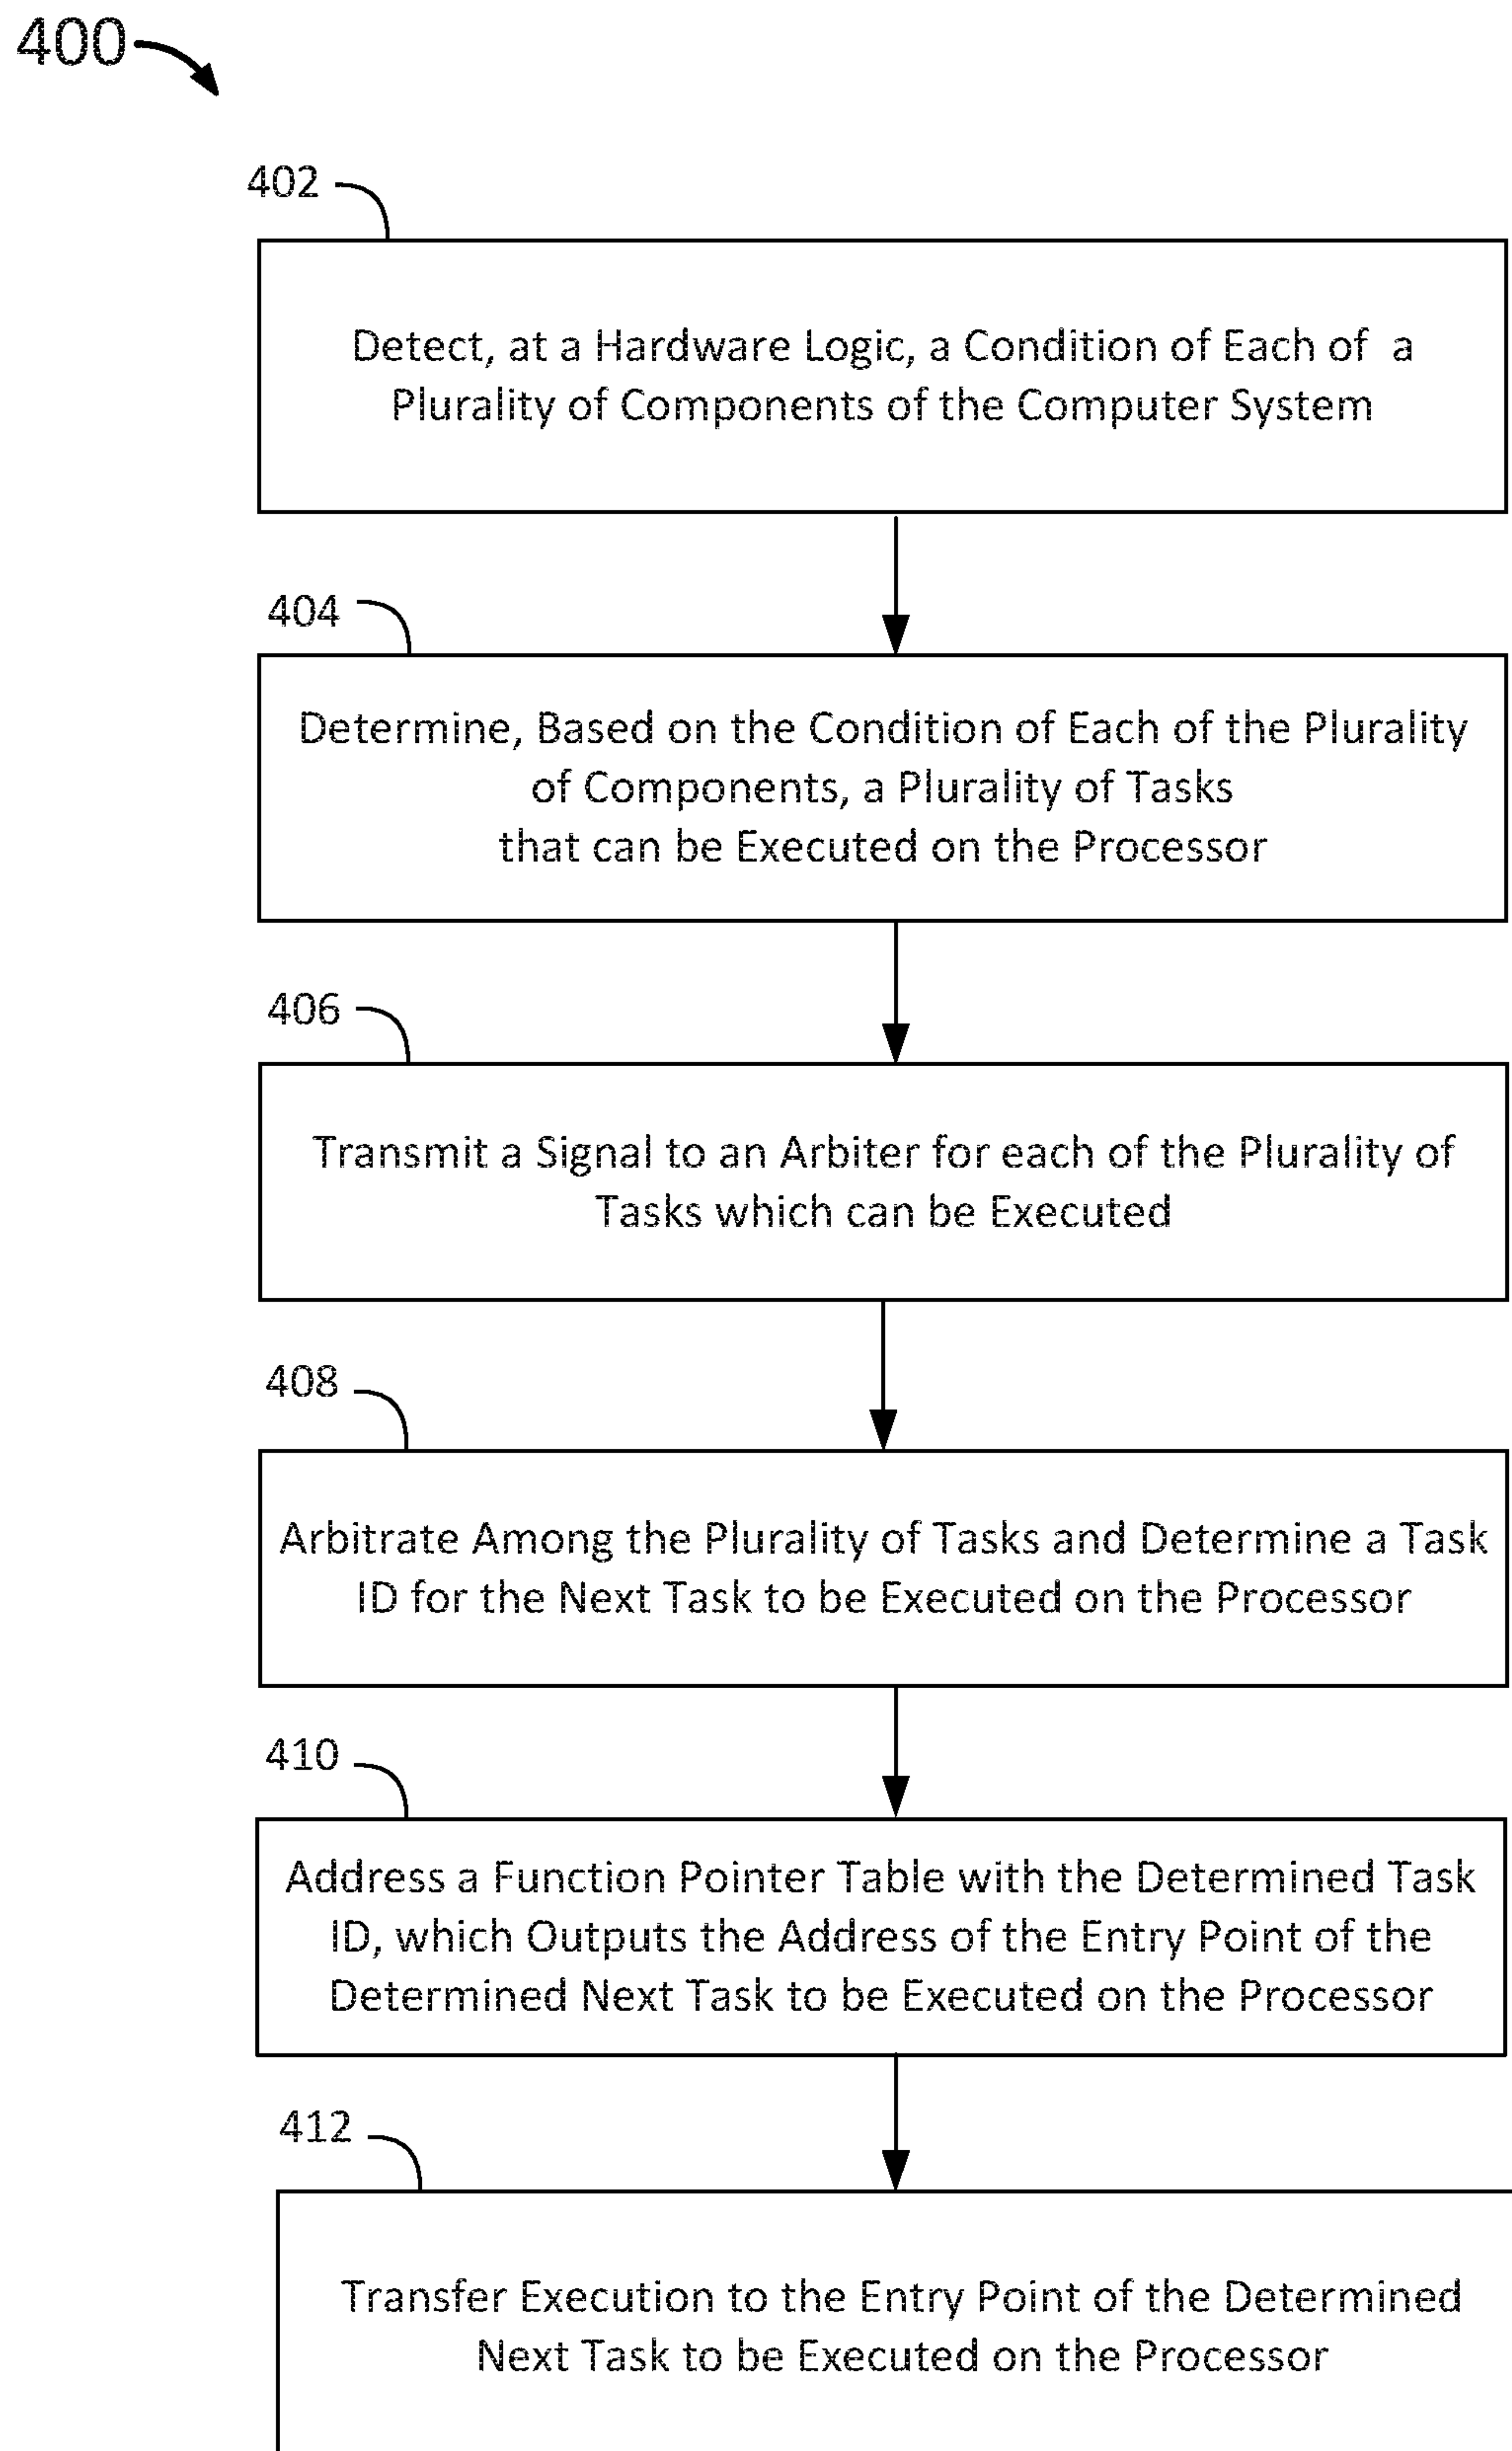 400
402
Detect, at a Hardware Logic, a Condition of Each of a
Plurality of Components of the Computer System
404
Determine, Based on the Condition of Each of the Plurality
of Components, a Plurality of Tasks
that can be Executed on the Processor
406
Transmit a Signal to an Arbiter for each of the Plurality of
Tasks which can be Executed
408
Arbitrate Among the Plurality of Tasks and Determine a Task
ID for the Next Task to be Executed on the Processor
410
Address a Function Pointer Table with the Determined Task
ID, which Outputs the Address of the Entry Point of the
Determined Next Task to be Executed on the Processor
412
Transfer Execution to the Entry Point of the Determined
Next Task to be Executed on the Processor